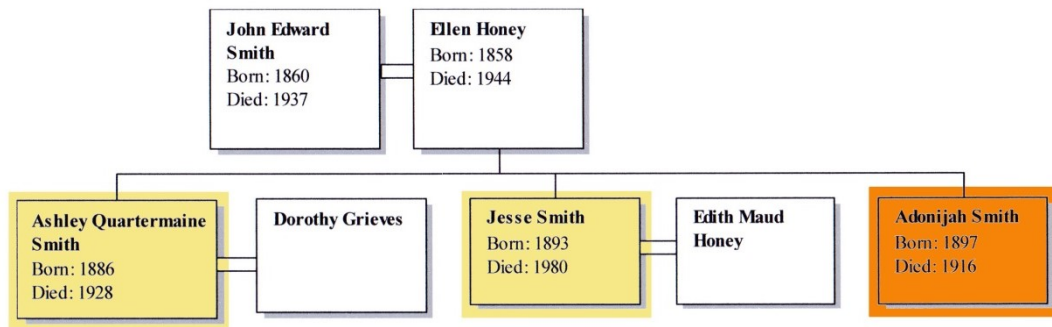 John Edward
Smith
Born: 1860
Died: 1937
Ellen Honey
Born: 1858
Died: 1944
Ashley Quartermaine
Smith
Born: 1886
Died: 1928
Dorothy Grieves
Jesse Smith
Born: 1893
Died: 1980
Edith Maud
Honey
Adonijah Smith
Born: 1897
Died: 1916